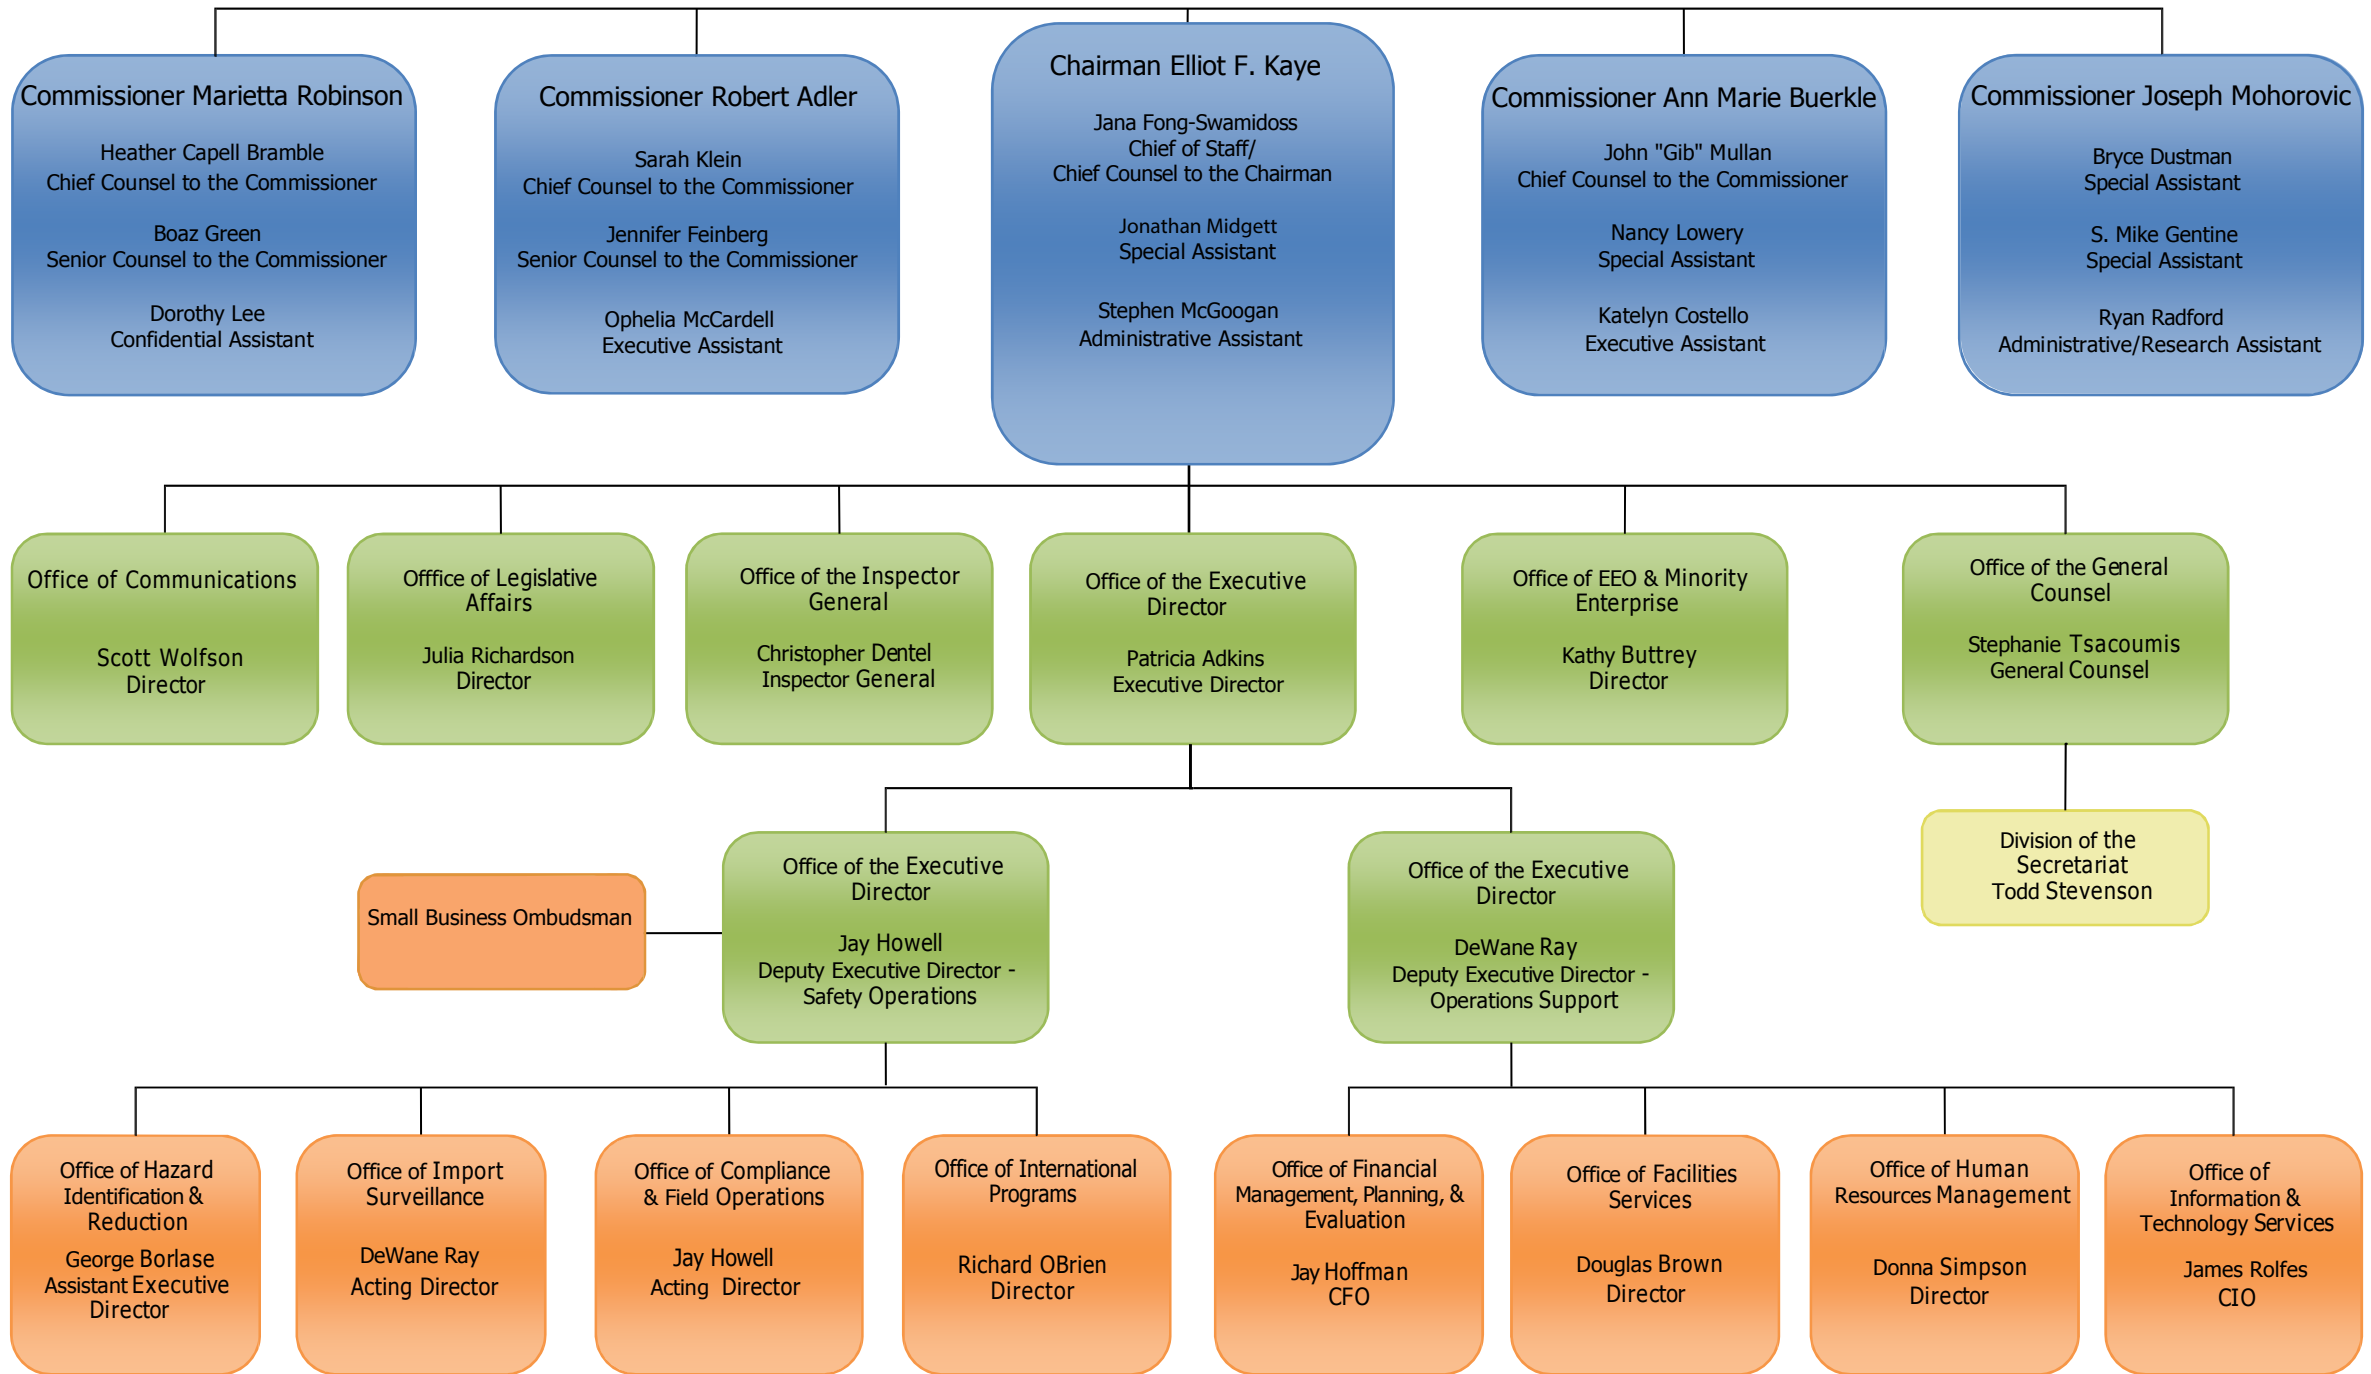 Commissioner Marietta Robinson
Heather Capell Bramble
Chief Counsel to the Commissioner
Boaz Green
Senior Counsel to the Commissioner
Dorothy Lee
Confidential Assistant
Commissioner Robert Adler
Sarah Klein
Chief Counsel to the Commissioner
Jennifer Feinberg
Senior Counsel to the Commissioner
Ophelia McCardell
Executive Assistant
Chairman Elliot F. Kaye
Jana Fong-Swamidoss
Chief of Staff/
Chief Counsel to the Chairman
Jonathan Midgett
Special Assistant
Stephen McGoogan
Administrative Assistant
Commissioner Ann Marie Buerkle
John "Gib" Mullan
Chief Counsel to the Commissioner
Nancy Lowery
Special Assistant
Katelyn Costello
Executive Assistant
Commissioner Joseph Mohorovic
Bryce Dustman
Special Assistant
S. Mike Gentine
Special Assistant
Ryan Radford
Administrative/Research Assistant
Office of Communications
Scott Wolfson
Director
Offfice of Legislative
Affairs
Julia Richardson
Director
Office of the Inspector
General
Christopher Dentel
Inspector General
Office of the Executive
Director
Patricia Adkins
Executive Director
Office of EEO & Minority
Enterprise
Kathy Buttrey
Director
Office of the General
Counsel
Stephanie Tsacoumis
General Counsel
Small Business Ombudsman
Office of the Executive
Director
Jay Howell
Deputy Executive Director -
Safety Operations
Office of the Executive
Director
DeWane Ray
Deputy Executive Director -
Operations Support
Division of the
Secretariat
Todd Stevenson
Office of Hazard
Identification &
Reduction
George Borlase
Assistant Executive
Director
Office of Import
Surveillance
DeWane Ray
Acting Director
Office of Compliance
& Field Operations
Jay Howell
Acting Director
Office of International
Programs
Richard OBrien
Director
Office of Financial
Management, Planning, &
Evaluation
Jay Hoffman
CFO
Office of Facilities
Services
Douglas Brown
Director
Office of Human
Resources Management
Donna Simpson
Director
Office of
Information &
Technology Services
James Rolfes
CIO